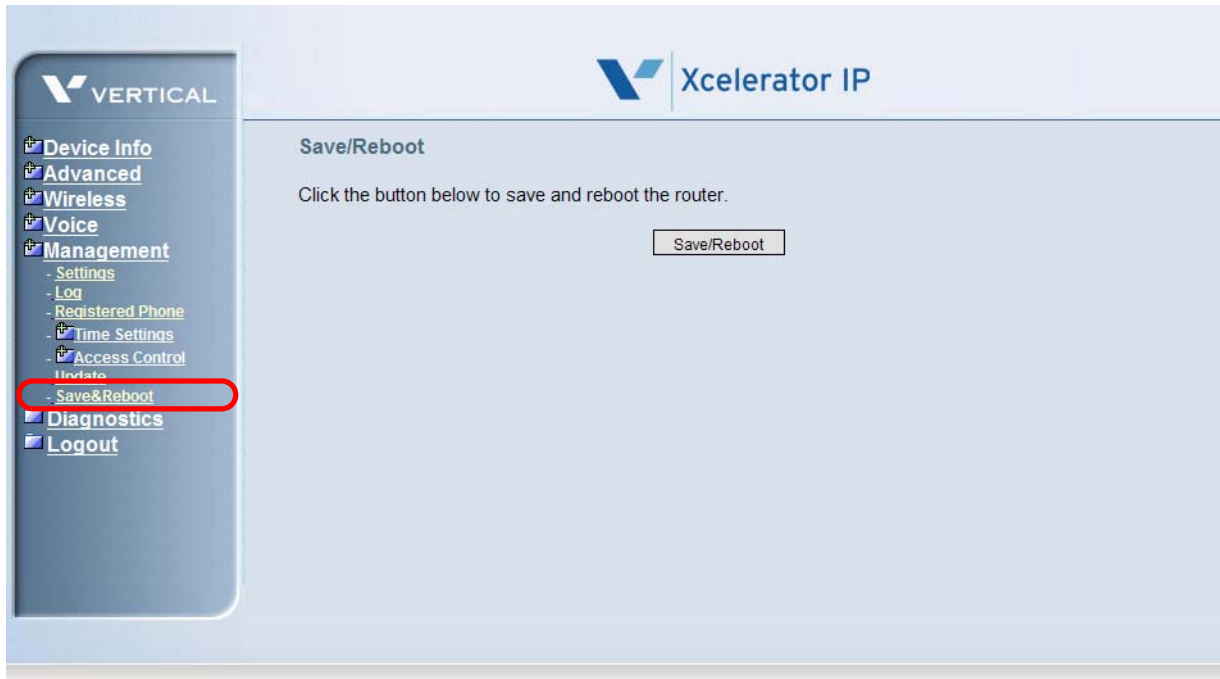 VERTICAL
Xcelerator IP
Device Info
Advanced
Wireless
Voice
Management
- Settings
- Log
- Registered Phone
- Time Settings
- Access Control
- Update
- Save&Reboot
Diagnostics
Logout
Save/Reboot
Click the button below to save and reboot the router.
Save/Reboot